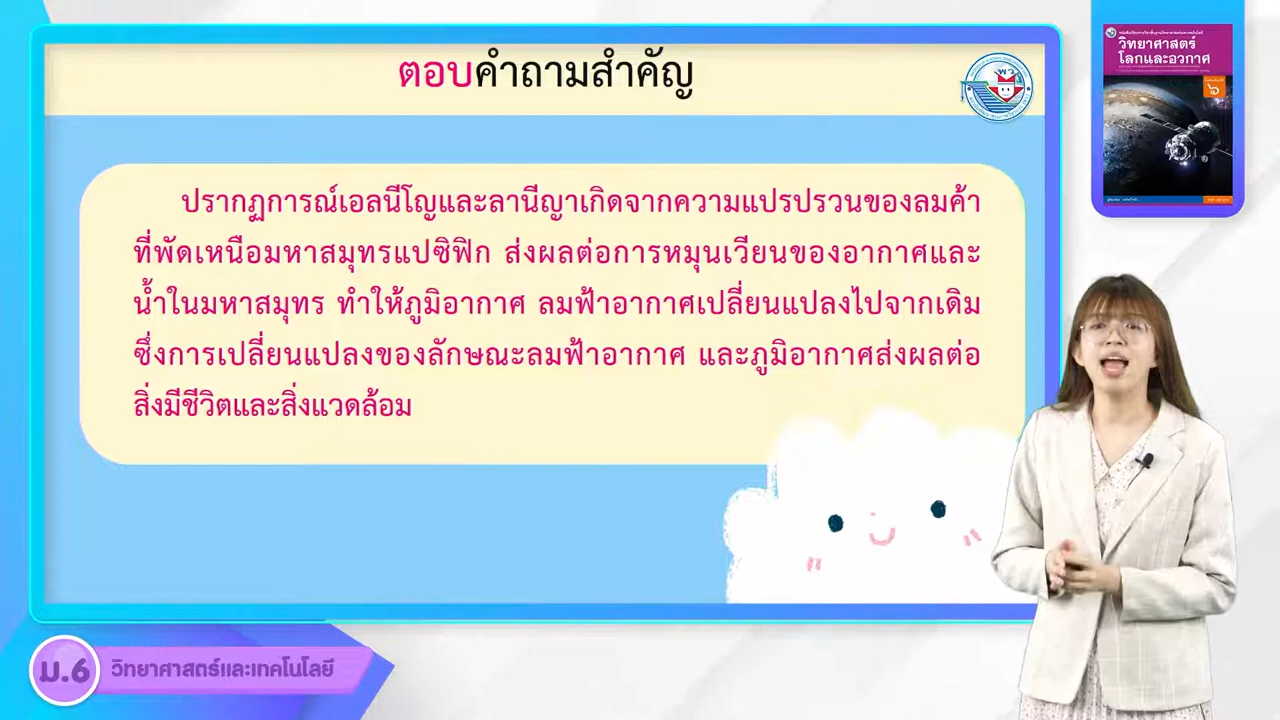 ตอบคำถามสำคัญ
พว
ปรากฏการณ์เอลนีโญและลานีญาเกิดจากความแปรปรวนของลมค้า
ที่พัดเหนือมหาสมุทรแปซิฟิก ส่งผลต่อการหมุนเวียนของอากาศและ
น้ำในมหาสมุทร ทำให้ภูมิอากาศ ลมฟ้าอากาศเปลี่ยนแปลงไปจากเดิม
ซึ่งการเปลี่ยนแปลงของลักษณะลมฟ้าอากาศ และภูมิอากาศส่งผลต่อ
สิ่งมีชีวิตและสิ่งแวดล้อม
วิทยาศาสตร์
โลกและอวกาศ
๖
ม.6 วิทยาศาสตร์และเทคโนโลยี